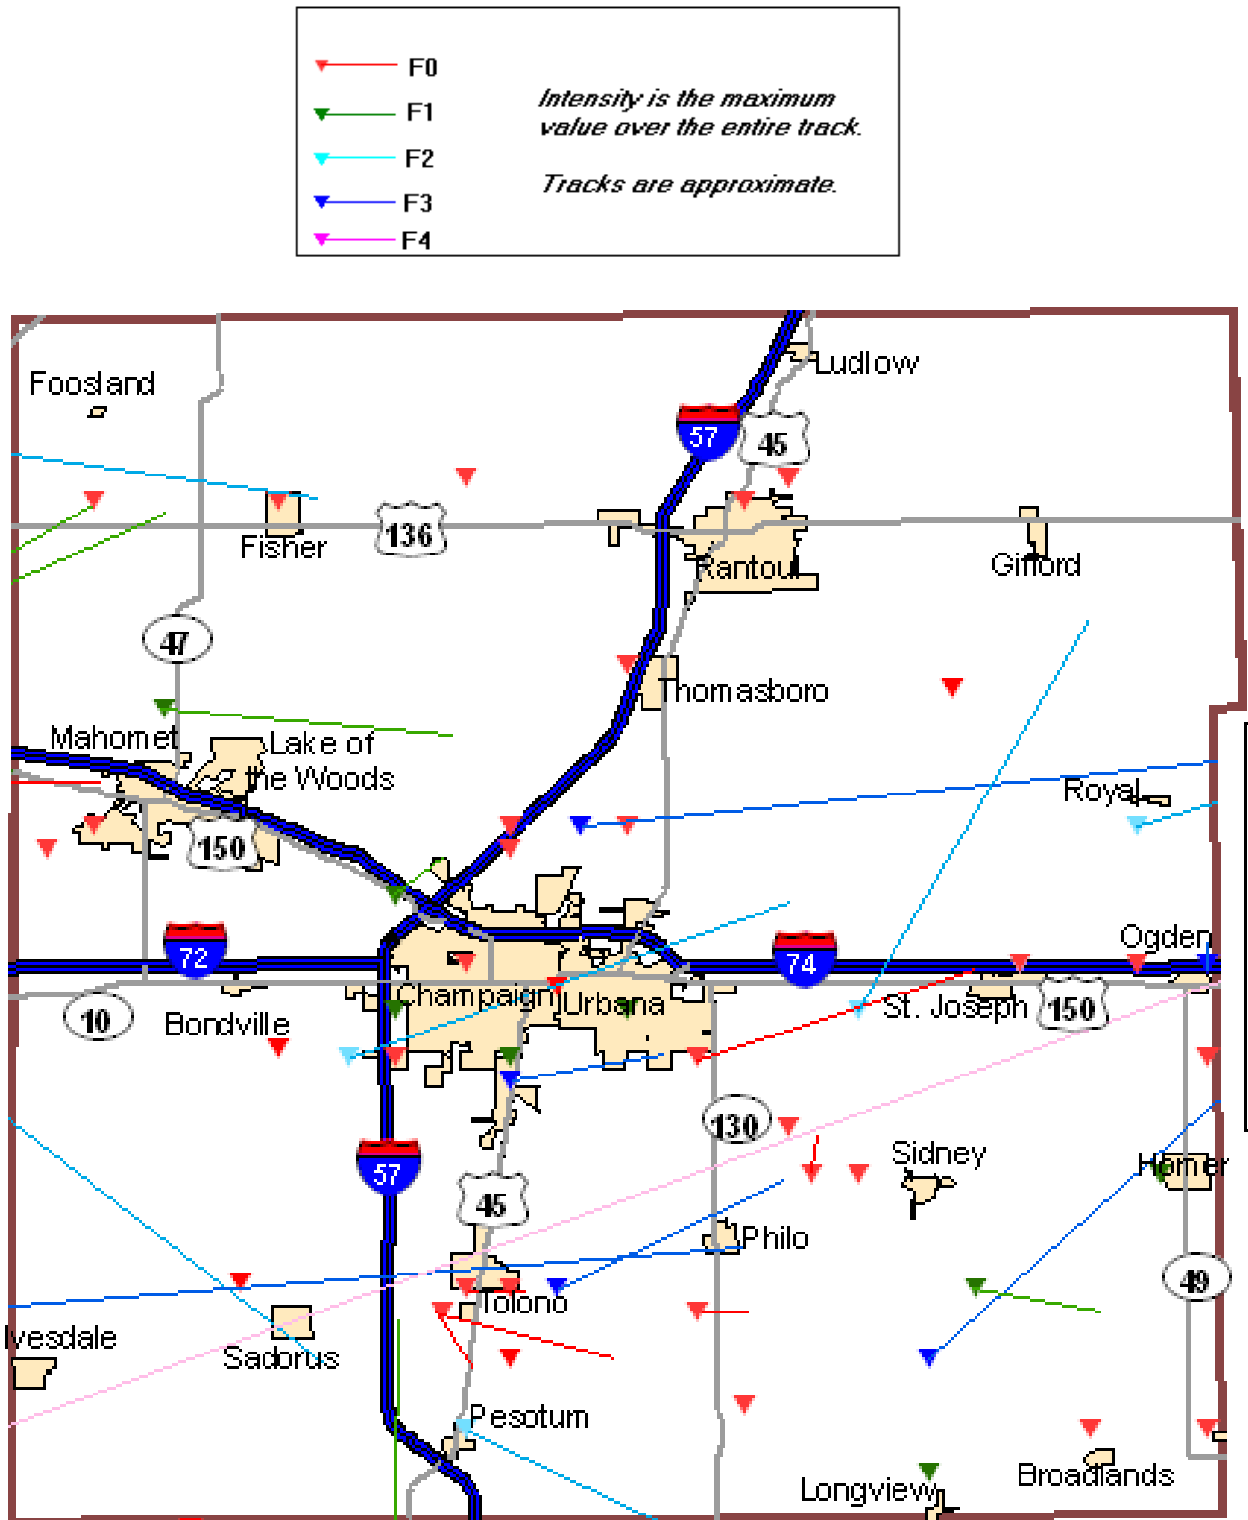 F0
F1
F2
F3
F4
Intensity is the maximum
value over the entire track.
Tracks are approximate.
Ludlow
Foosland
57
45
136
Fisher
Rantoul
Gifford
47
Thomasboro
Mahomet
Lake of
the Woods
Royal
150
72
74
Ogden
10
Bondville
Champaign
Urbana
St. Joseph
150
130
57
Sidney
Homer
45
Philo
49
Tolono
Ivesdale
Sadorus
Pesotum
Longview
Broadlands